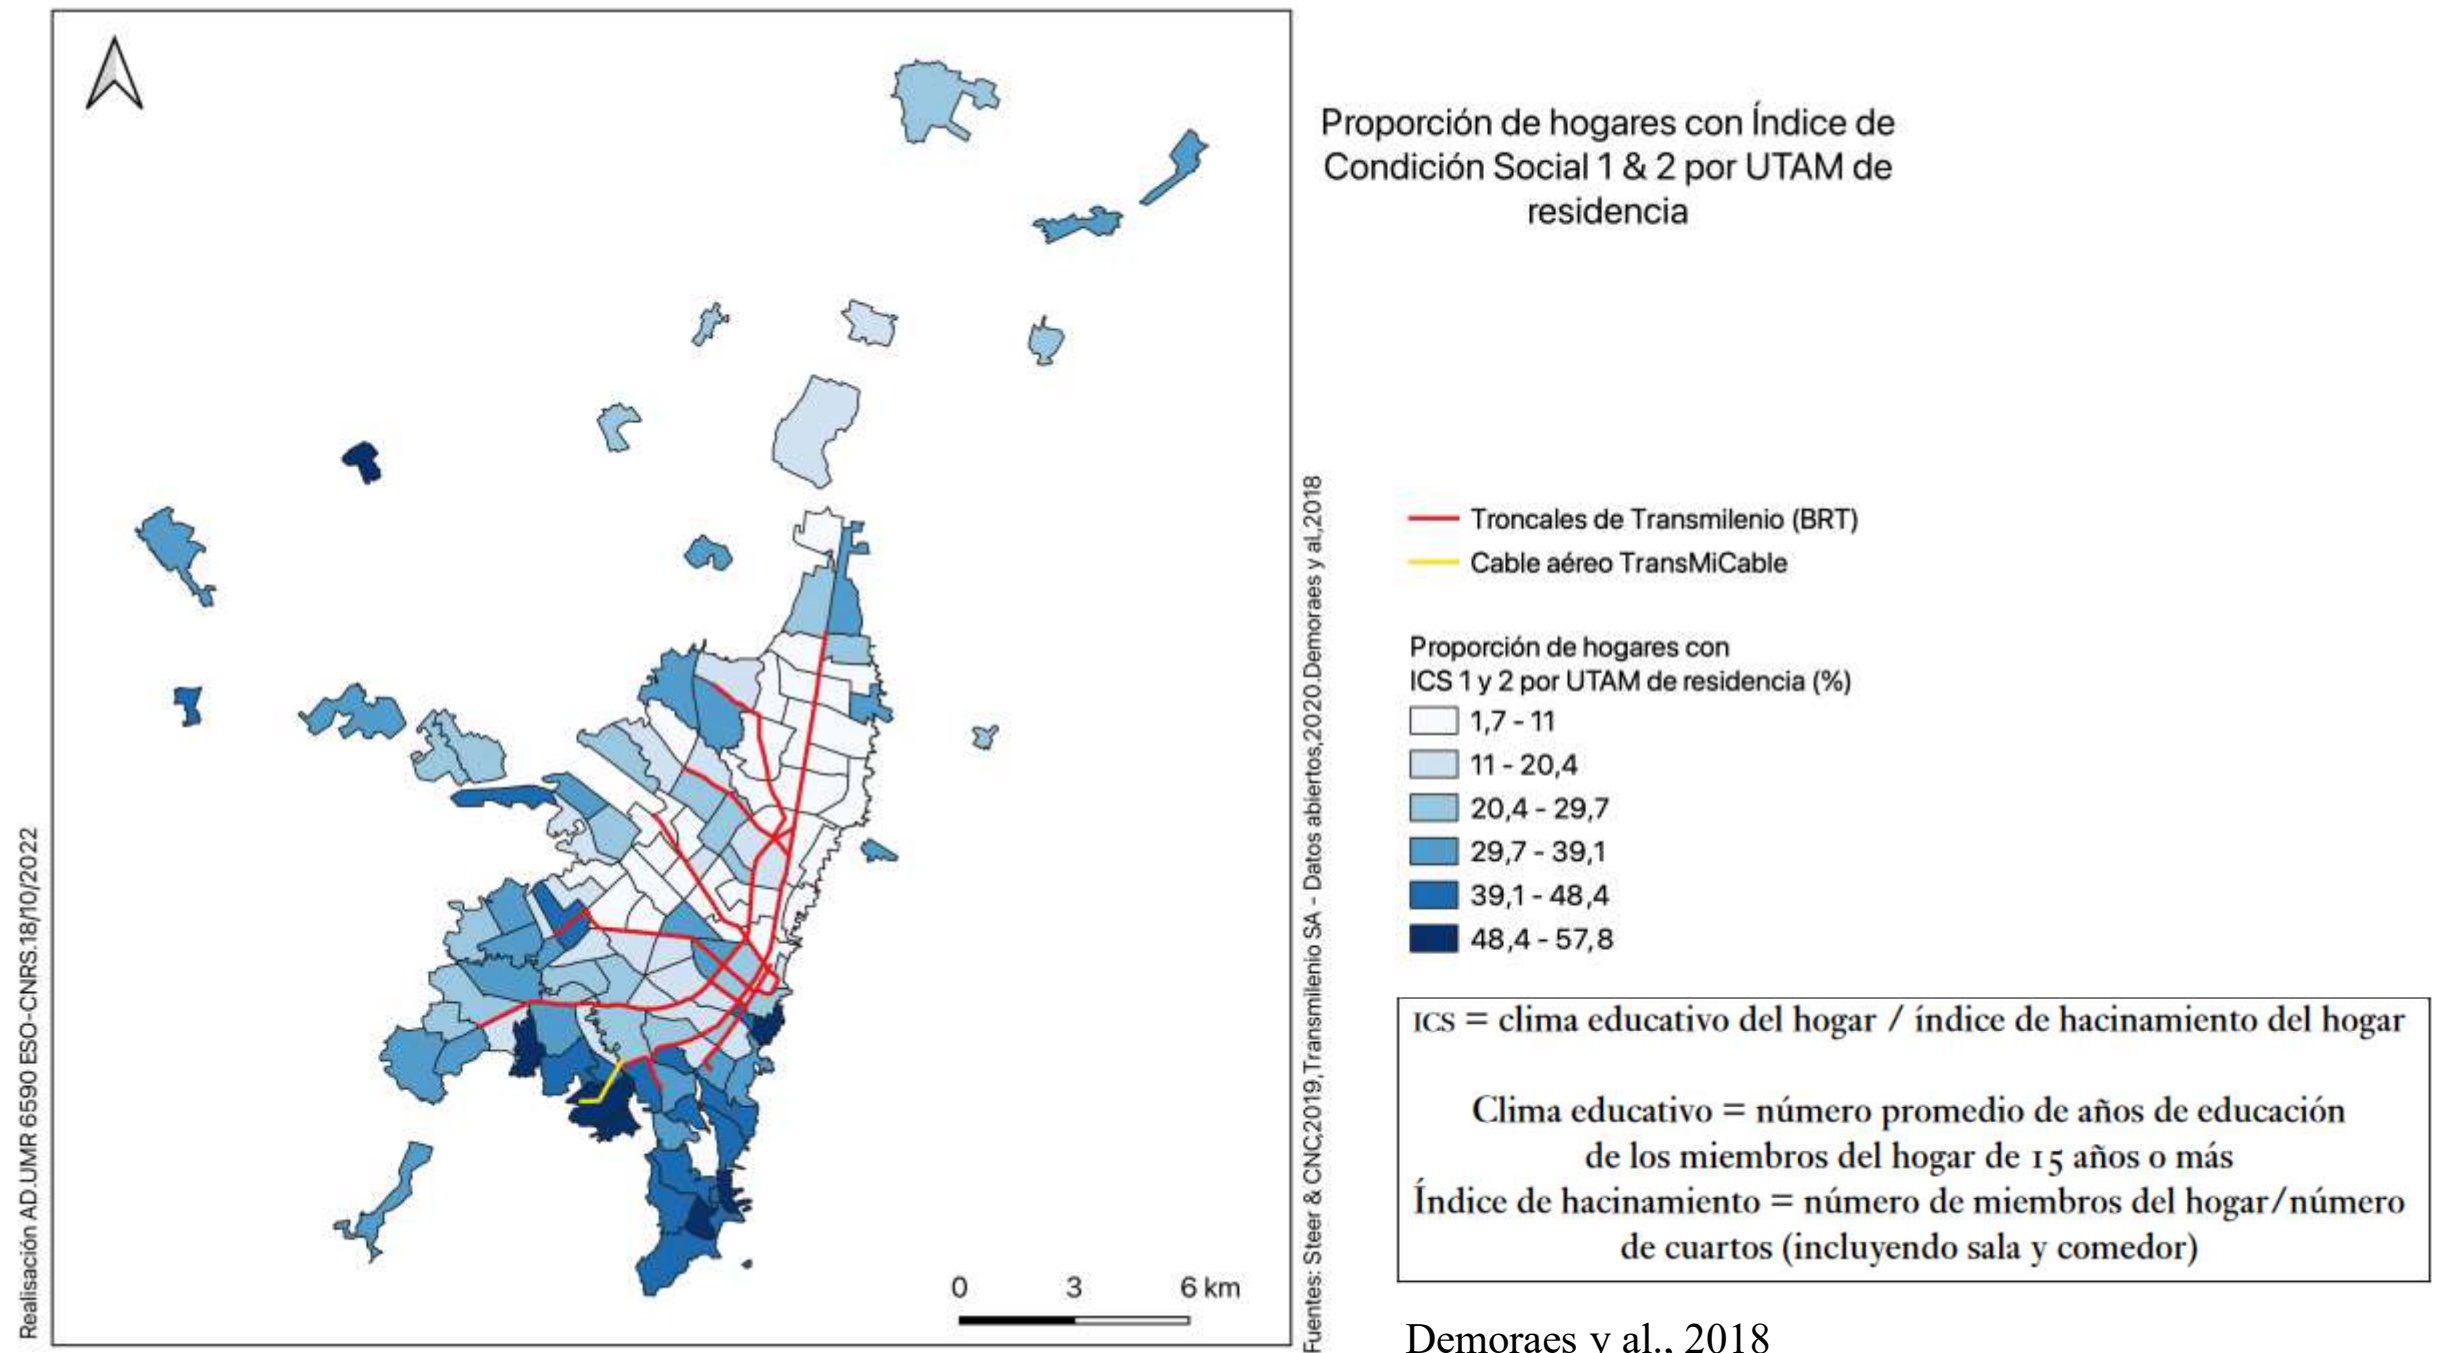 Proporción de hogares con Índice de
Condición Social 1 & 2 por UTAM de
residencia
Troncales de Transmilenio (BRT)
Cable aéreo TransMiCable
Proporción de hogares con
ICS 1 y 2 por UTAM de residencia (%)
1,7 - 11
11 - 20,4
20,4 - 29,7
29,7 - 39,1
39,1 - 48,4
48,4 - 57,8
ICS = clima educativo del hogar / índice de hacinamiento del hogar
Clima educativo = número promedio de años de educación
de los miembros del hogar de 15 años o más
Índice de hacinamiento = número de miembros del hogar/número
de cuartos (incluyendo sala y comedor)
Demoraes y al., 2018
0 3 6 km
Realisación AD.UMR 6590 ESO-CNRS.18/10/2022
Fuentes: Steer & CNC,2019,Transmilenio SA - Datos abiertos,2020.Demoraes y al,2018